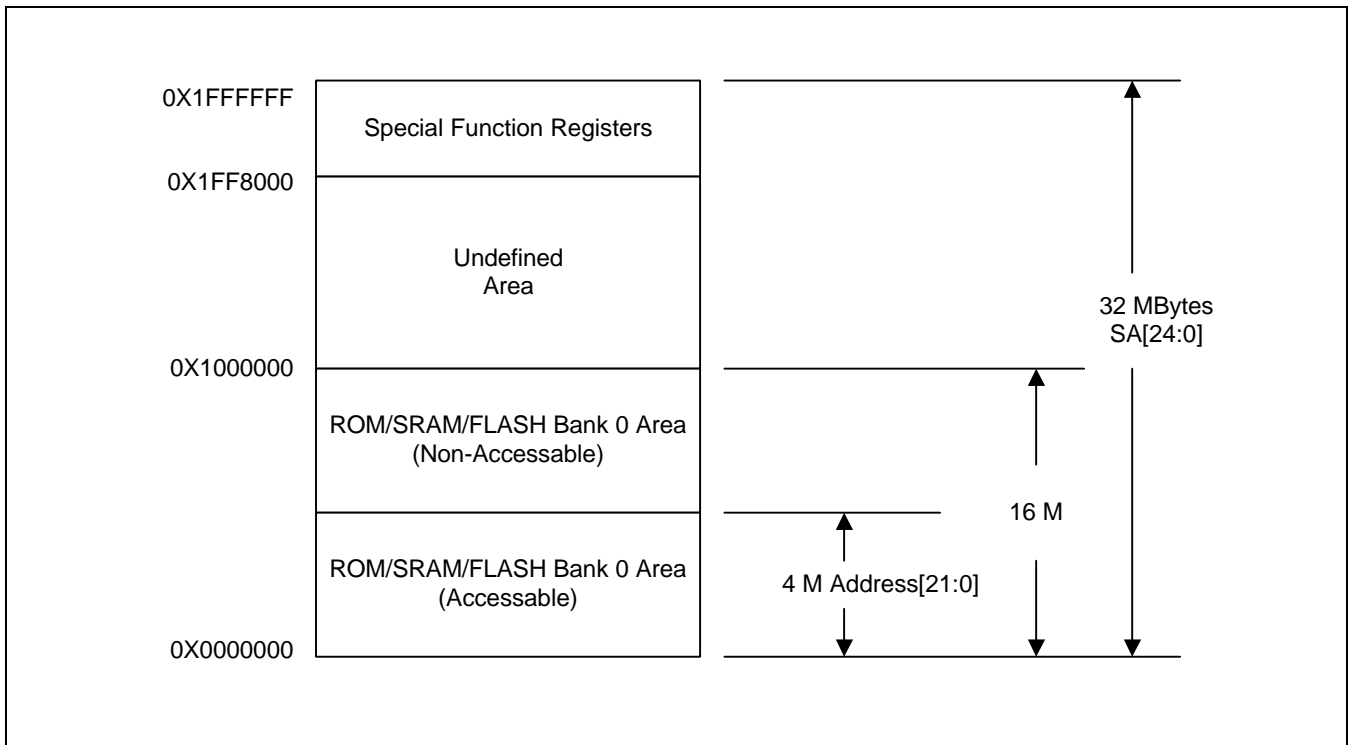 0X1FFFFFF
Special Function Registers
0X1FF8000
Undefined
Area
32 MBytes
SA[24:0]
0X1000000
ROM/SRAM/FLASH Bank 0 Area
(Non-Accessable)
16 M
ROM/SRAM/FLASH Bank 0 Area
(Accessable)
4 M Address[21:0]
0X0000000